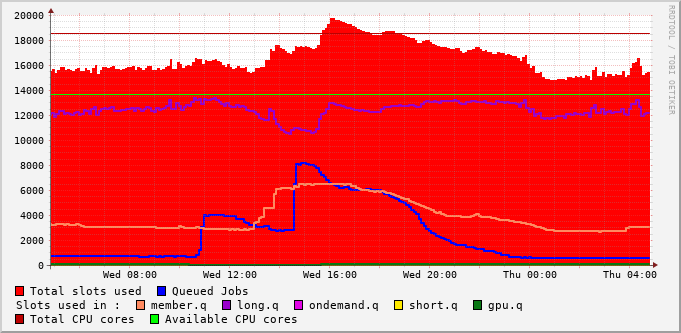 20000
18000
16000
14000
12000
10000
8000
6000
4000
2000
0
Wed 08:00 Wed 12:00 Wed 16:00 Wed 20:00 Thu 00:00 Thu 04:00
RRDTOOL / TOBI OETIKER
Total slots used Queued Jobs
Slots used in : member.q long.q ondemand.q short.q gpu.q
Total CPU cores Available CPU cores